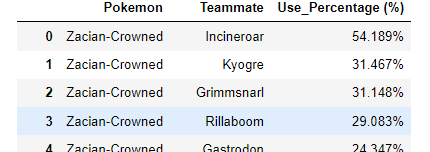 Pokemon Teammate Use_Percentage (%)
0 Zacian-Crowned Incineroar 54.189%
1 Zacian-Crowned Kyogre 31.467%
2 Zacian-Crowned Grimmsnarl 31.148%
3 Zacian-Crowned Rillaboom 29.083%
4 Zacian-Crowned Gastrodon 24.347%